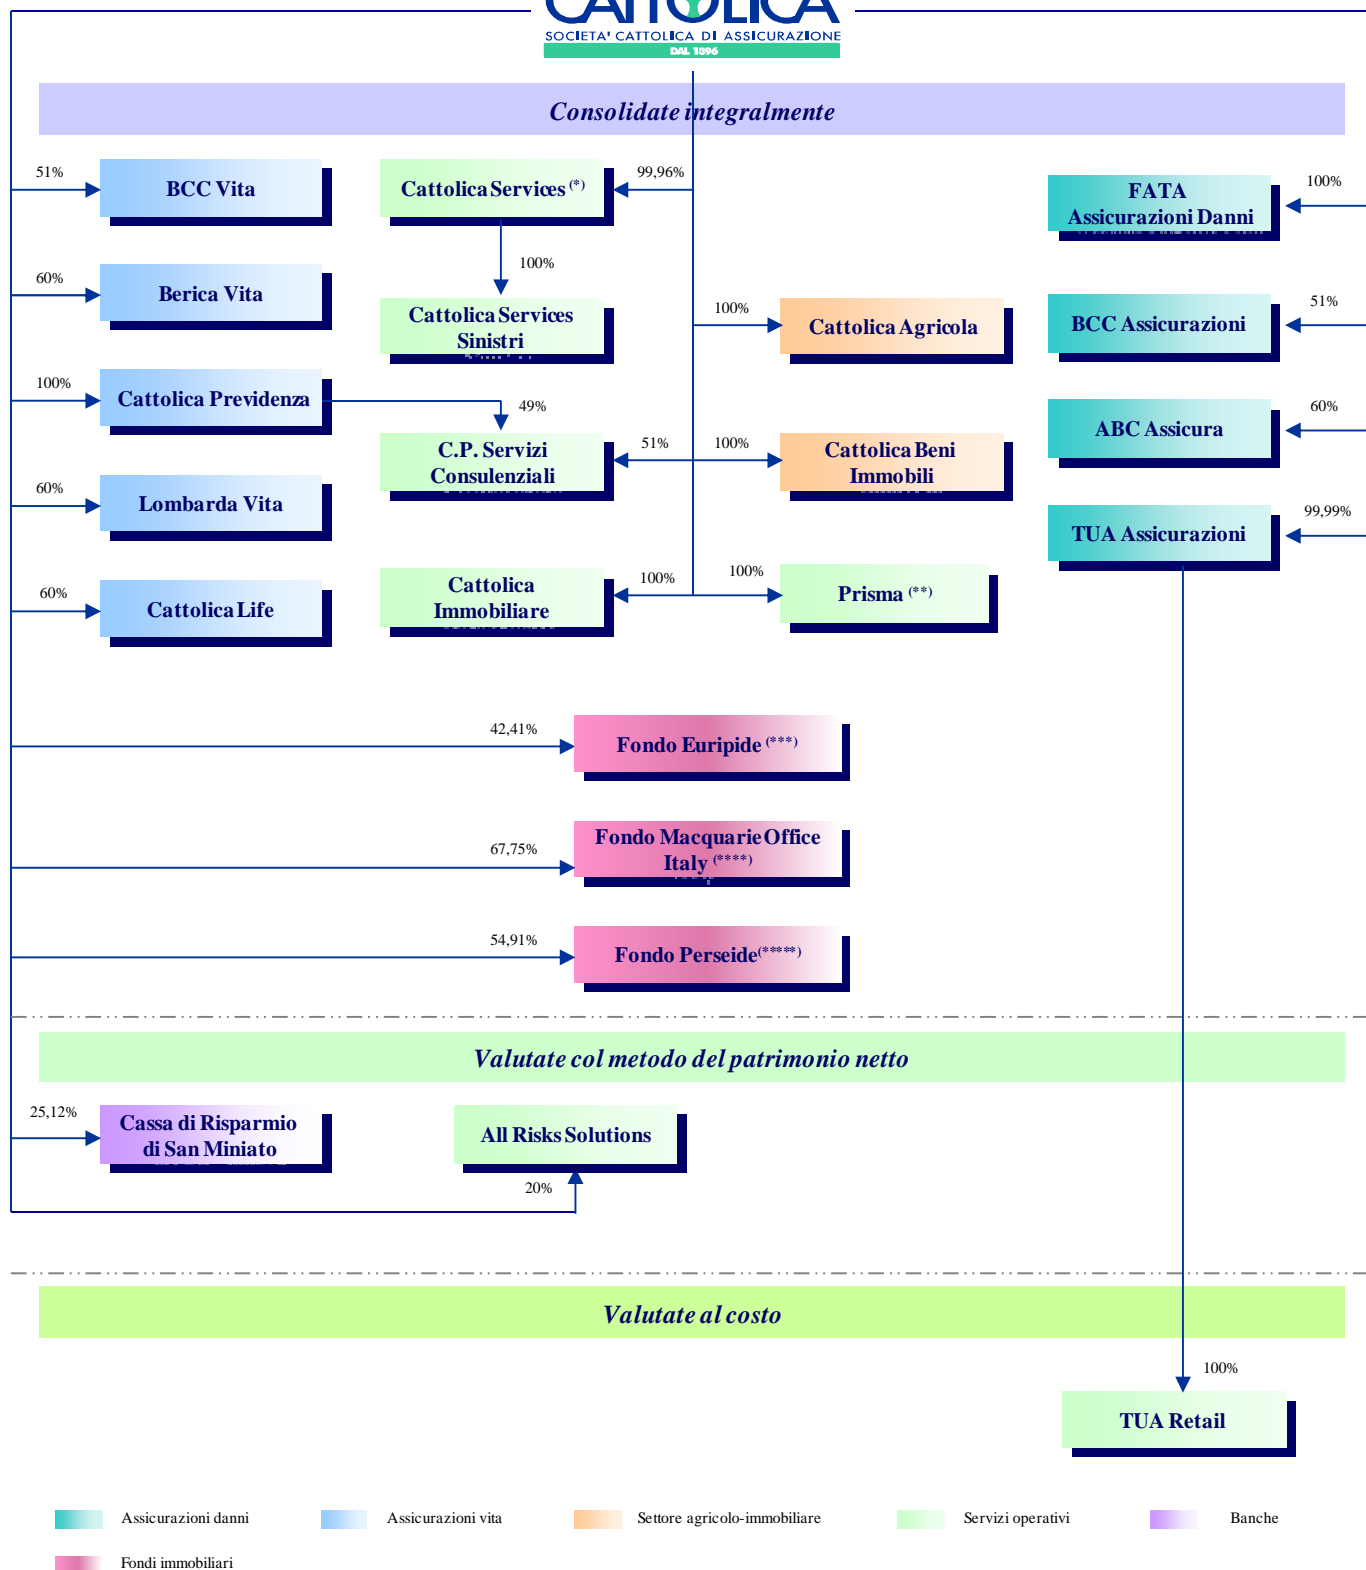 CATTOLICA
SOCIETA' CATTOLICA DI ASSICURAZIONE
DAL 1896
Consolidate integralmente
51%
BCC Vita
Cattolica Services (*)
99,96%
FATA
Assicurazioni Danni
100%
100%
60%
Berica Vita
Cattolica Services
Sinistri
100%
Cattolica Agricola
BCC Assicurazioni
51%
100%
Cattolica Previdenza
49%
C.P. Servizi
Consulenziali
51%
100%
Cattolica Beni
Immobili
ABC Assicura
60%
60%
Lombarda Vita
TUA Assicurazioni
99,99%
60%
Cattolica Life
Cattolica
Immobiliare
100%
100%
Prisma (**)
42,41%
Fondo Euripide (***)
67,75%
Fondo Macquarie Office
Italy (****)
54,91%
Fondo Perseide(*****)
Valutate col metodo del patrimonio netto
25,12%
Cassa di Risparmio
di San Miniato
All Risks Solutions
20%
Valutate al costo
100%
TUA Retail
Assicurazioni danni
Assicurazioni vita
Settore agricolo-immobiliare
Servizi operativi
Banche
Fondi immobiliari